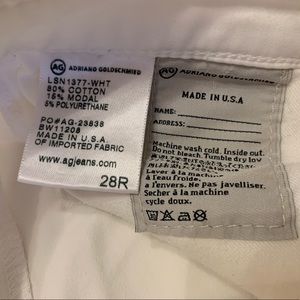 AG ADRIANO GOLDSCHMIED
LSN1377-WHT
80% COTTON
15% MODAL
5% POLYURETHANE
PO#AG-23838
BW11208
MADE IN U.S.A
OF IMPORTED FABRIC
www.agjeans.com
28R
AG ADRIANO GOLDSCHMIED
MADE IN U.S.A
NAME:
ADDRESS:
Machine wash cold. Inside out.
Do not bleach. Tumble dry low
Laver à la machine
à l'eau froide.
à l'envers. Ne pas javelliser.
Secher à la machine
cycle doux.